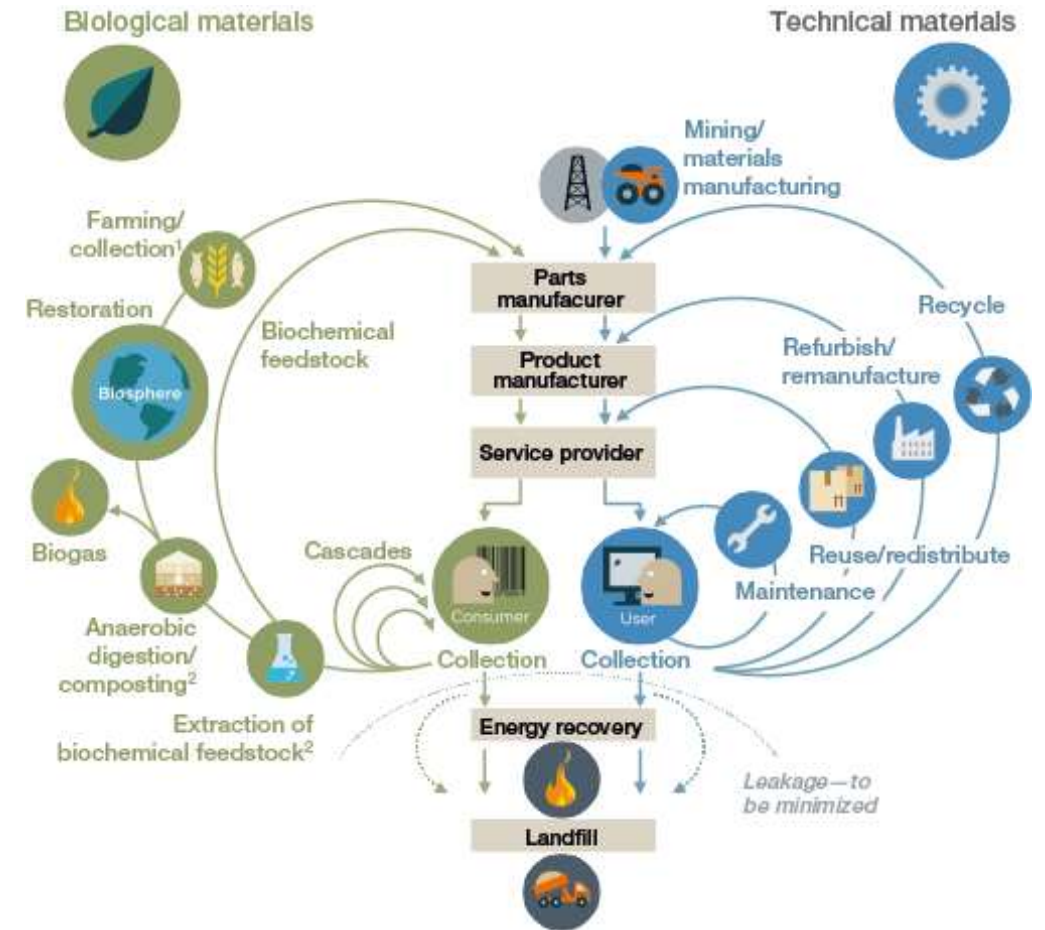 Biological materials
Technical materials
Mining/
materials
manufacturing
Farming/
collection¹
Restoration
Biosphere
Biochemical
feedstock
Parts
manufacurer
Recycle
Product
manufacturer
Refurbish/
remanufacture
Service provider
Biogas
Cascades
Consumer
User
Reuse/redistribute
Maintenance
Anaerobic
digestion/
composting²
Collection
Collection
Extraction of
biochemical feedstock²
Energy recovery
Leakage—to
be minimized
Landfill